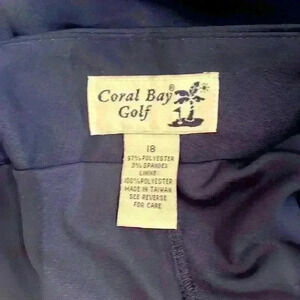 Coral Bay®
Golf
18
97% POLYESTER
3% SPANDEX
LINING:
100% POLYESTER
MADE IN TAIWAN
SEE REVERSE
FOR CARE